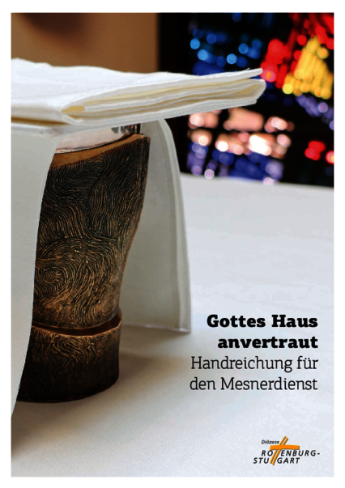 Gottes Haus
anvertraut
Handreichung für
den Mesnerdienst
Diözese
ROTTENBURG-
STUTTGART